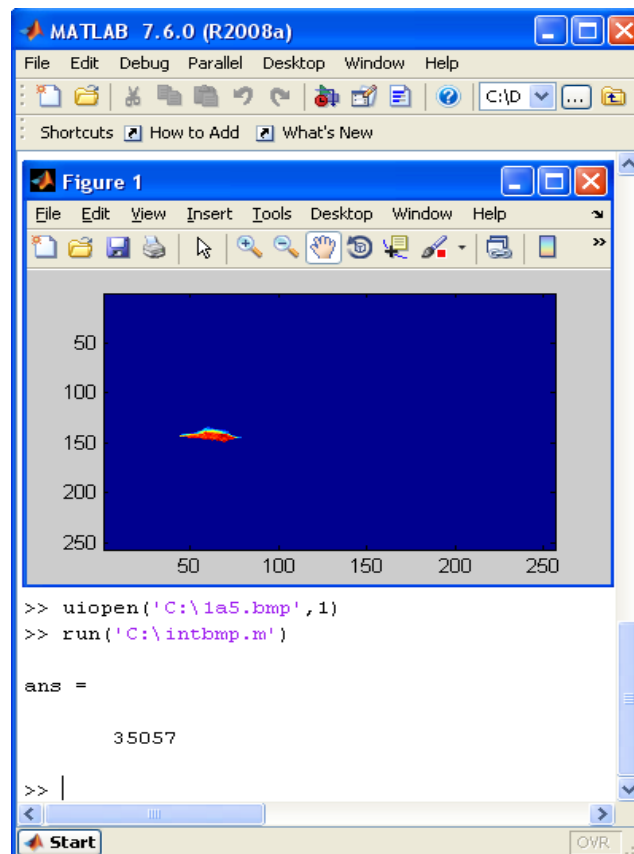 MATLAB 7.6.0 (R2008a)
File Edit Debug Parallel Desktop Window Help
C:\D
Shortcuts How to Add What's New
Figure 1
File Edit View Insert Tools Desktop Window Help
50
100
150
200
250
50 100 150 200 250
>> uiopen('C:\1a5.bmp',1)
>> run('C:\intbmp.m')
ans =
35057
>>
Start OVR